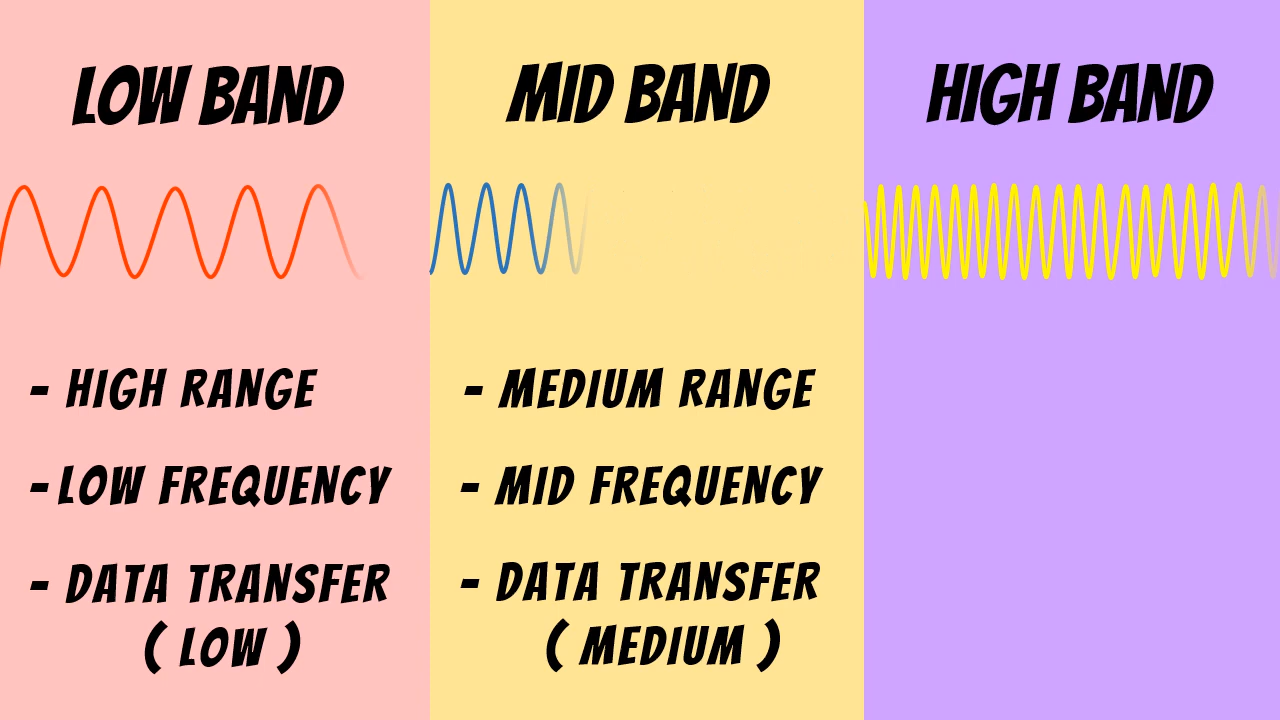 LOW BAND
- HIGH RANGE
- LOW FREQUENCY
- DATA TRANSFER
( LOW )
MID BAND
- MEDIUM RANGE
- MID FREQUENCY
- DATA TRANSFER
( MEDIUM )
HIGH BAND